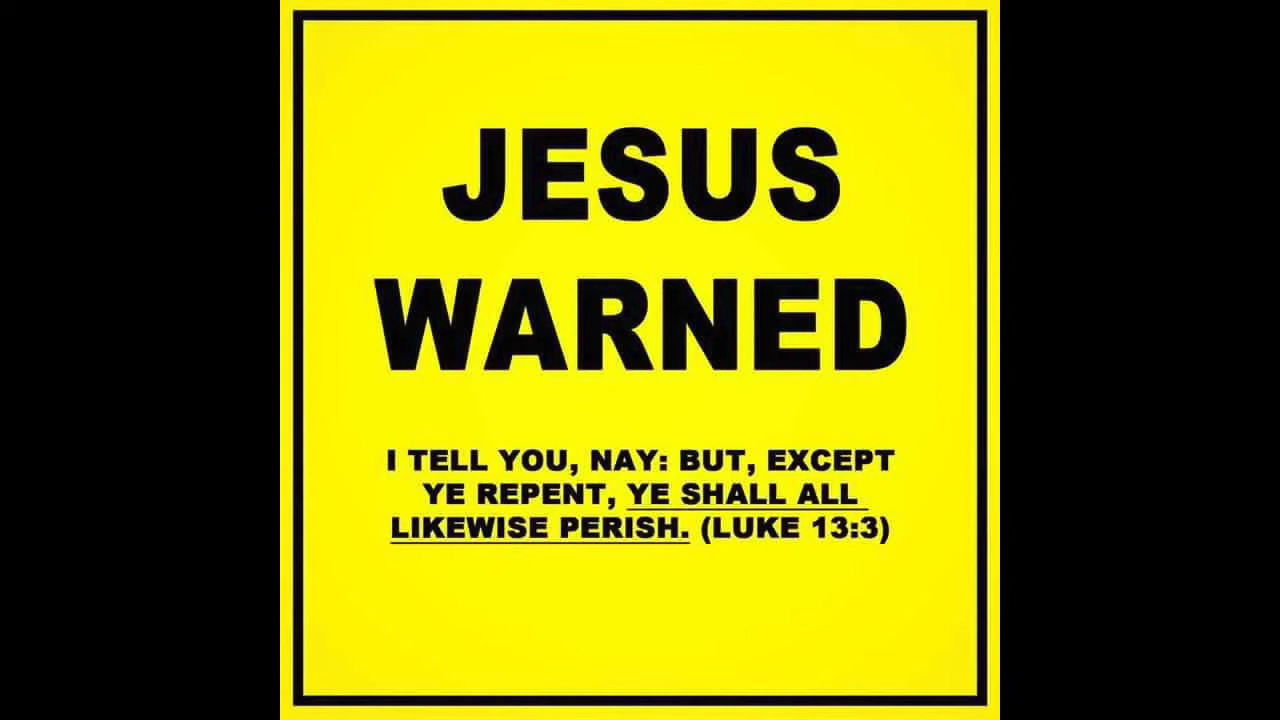 JESUS
WARNED
I TELL YOU, NAY: BUT, EXCEPT
YE REPENT, YE SHALL ALL
LIKEWISE PERISH. (LUKE 13:3)